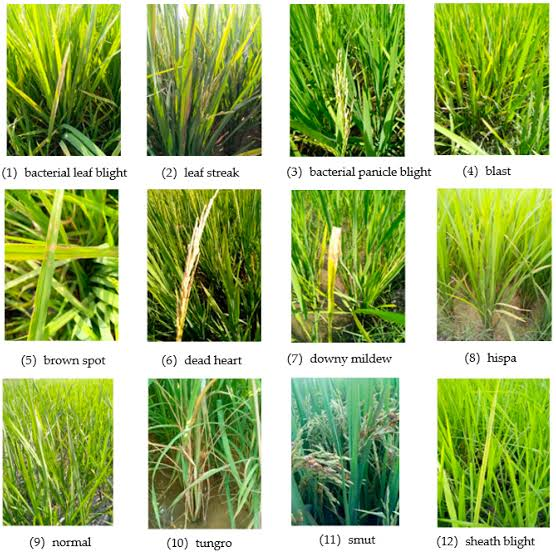 (1) bacterial leaf blight
(2) leaf streak
(3) bacterial panicle blight
(4) blast
(5) brown spot
(6) dead heart
(7) downy mildew
(8) hispa
(9) normal
(10) tungro
(11) smut
(12) sheath blight